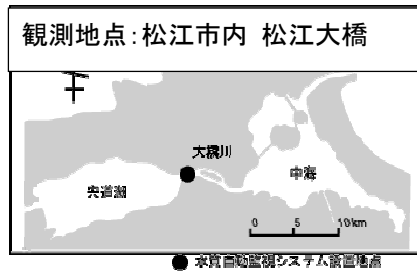 観測地点:松江市内 松江大橋
大橋川
宍道湖
中海
0 5 10km
● 水質自動監視システム設置地点